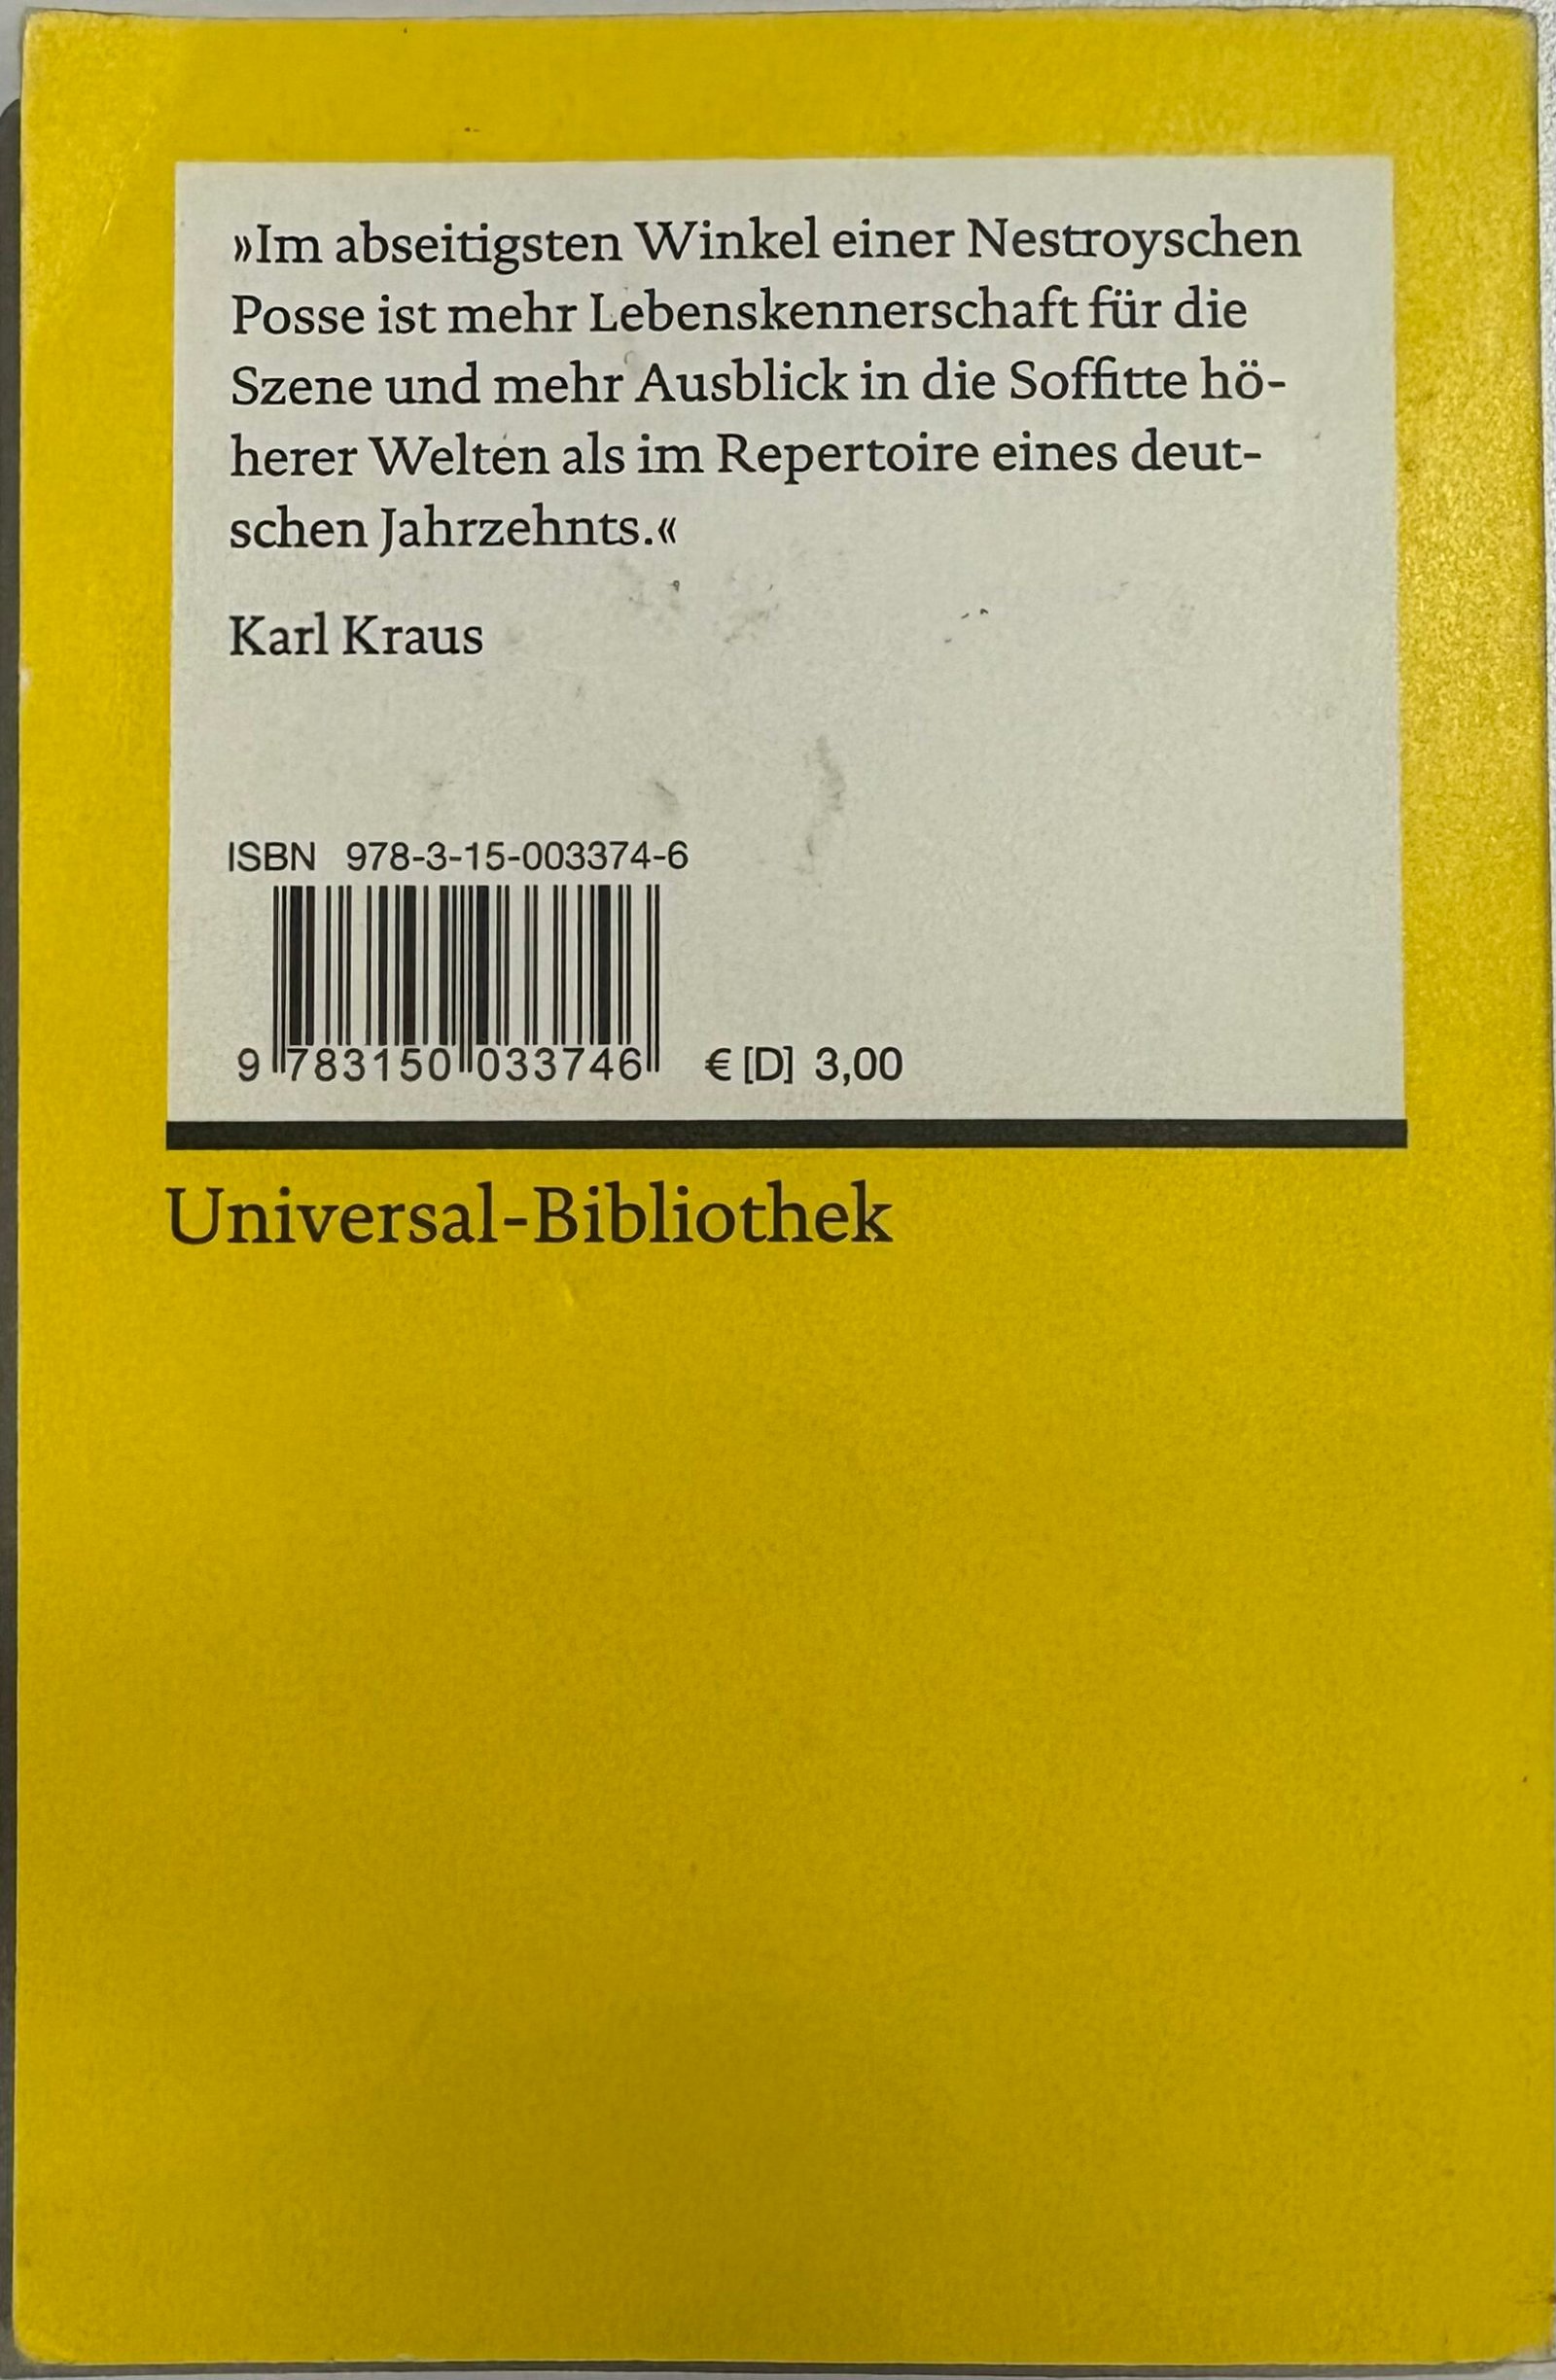 »Im abseitigsten Winkel einer Nestroyschen
Posse ist mehr Lebenskennerschaft für die
Szene und mehr Ausblick in die Soffitte hö-
herer Welten als im Repertoire eines deut-
schen Jahrzehnts.«
Karl Kraus
ISBN 978-3-15-003374-6
9 783150 033746 € [D] 3,00
Universal-Bibliothek